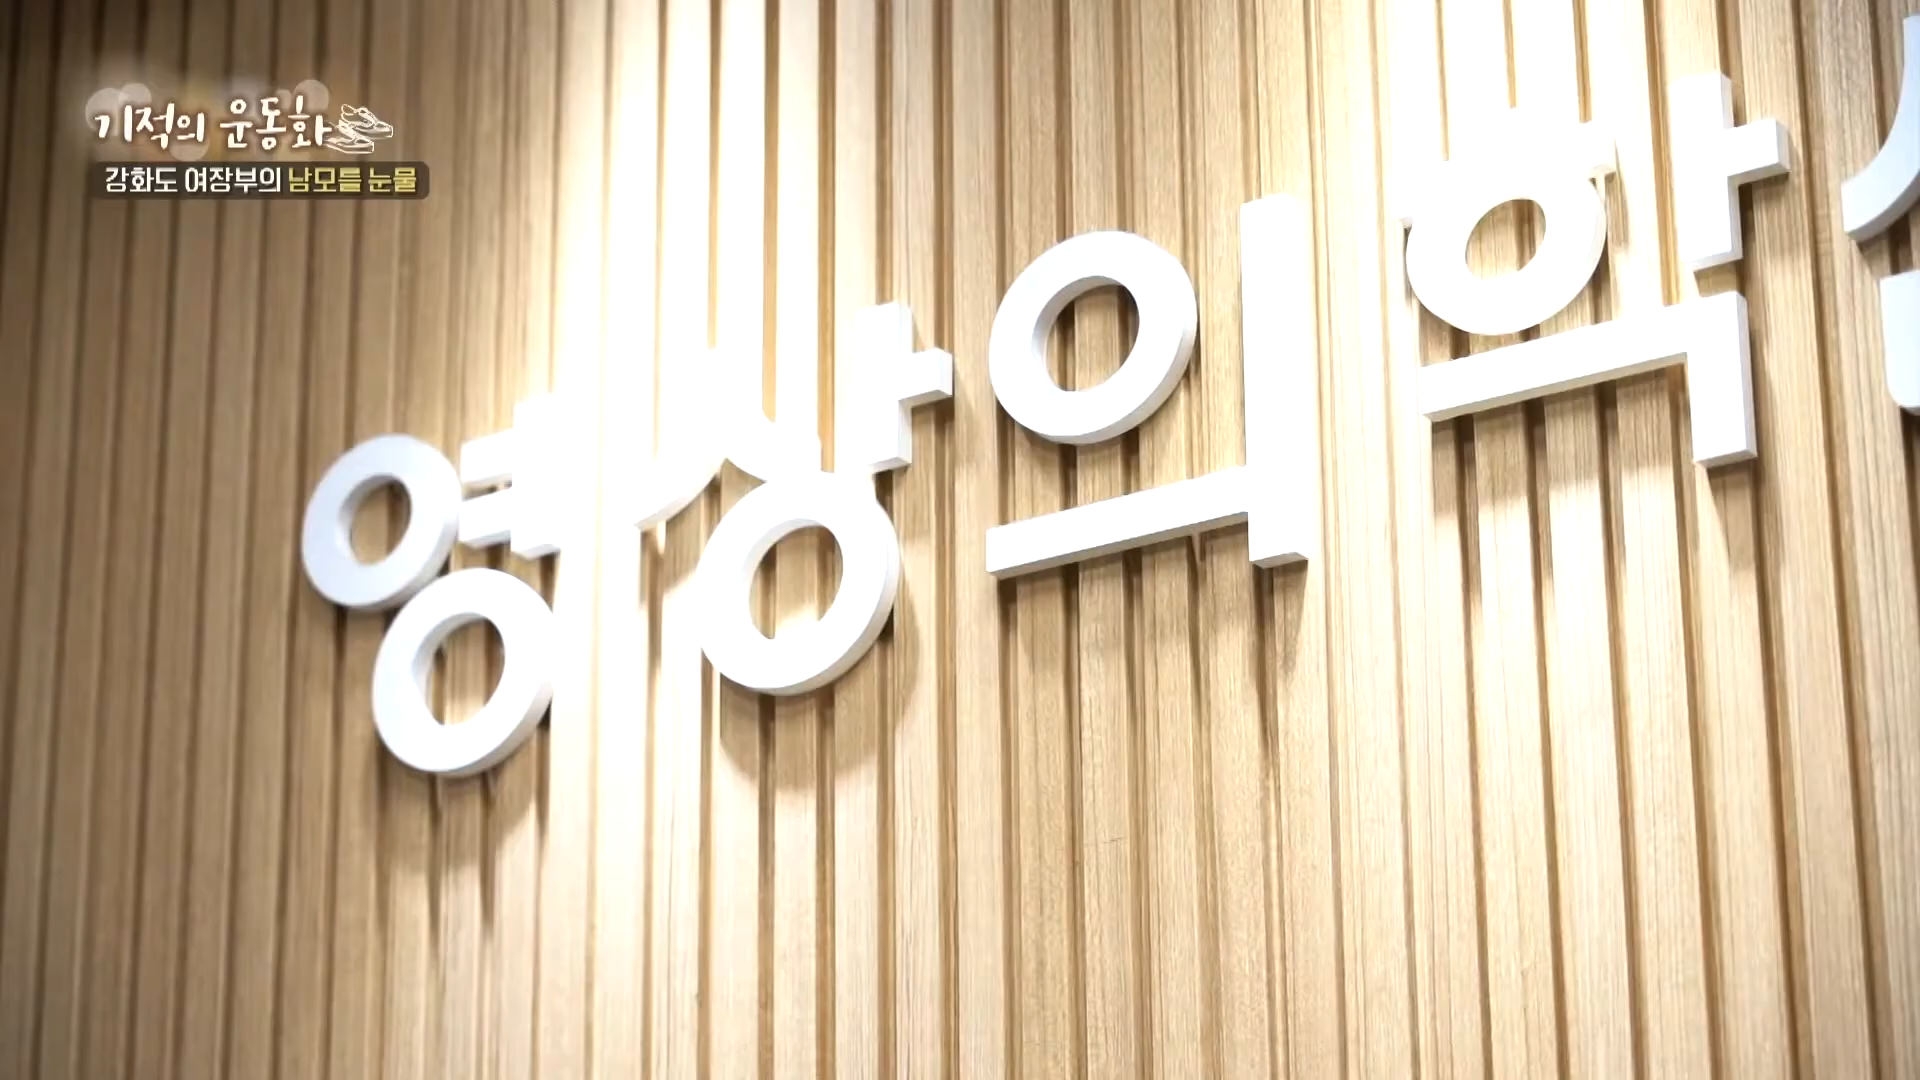 기적의 운동화
강화도 여장부의 남모를 눈물
영상의학